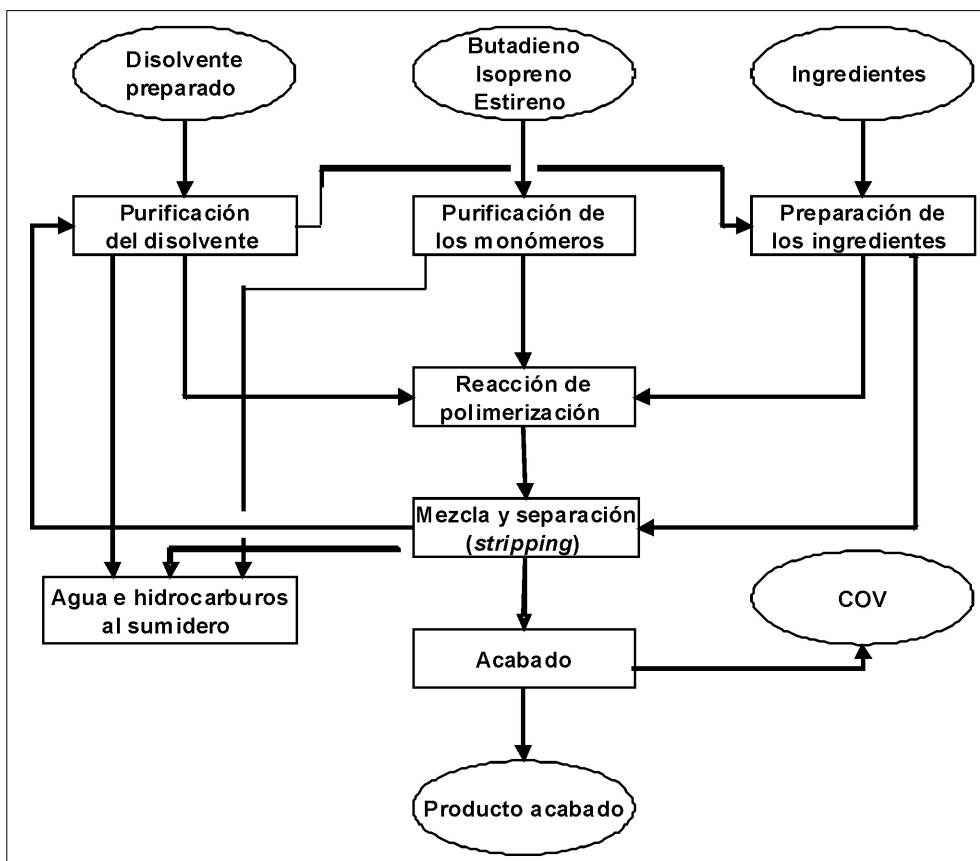 Disolvente
preparado
Butadieno
Isopreno
Estireno
Ingredientes
Purificación
del disolvente
Purificación de
los monómeros
Preparación de
los ingredientes
Reacción de
polimerización
Mezcla y separación
(stripping)
Agua e hidrocarburos
al sumidero
COV
Acabado
Producto acabado